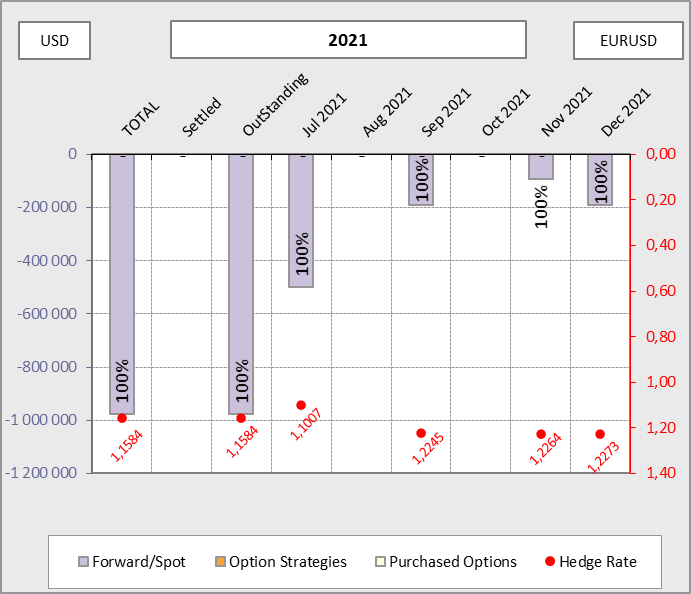 USD
2021
EURUSD
TOTAL
Settled
OutStanding
Jul 2021
Aug 2021
Sep 2021
Oct 2021
Nov 2021
Dec 2021
0
-200 000
-400 000
-600 000
-800 000
-1 000 000
-1 200 000
0,00
0,20
0,40
0,60
0,80
1,00
1,20
1,40
100%
100%
100%
100%
100%
100%
1,1584
1,1584
1,1007
1,2245
1,2264
1,2273
Forward/Spot
Option Strategies
Purchased Options
Hedge Rate